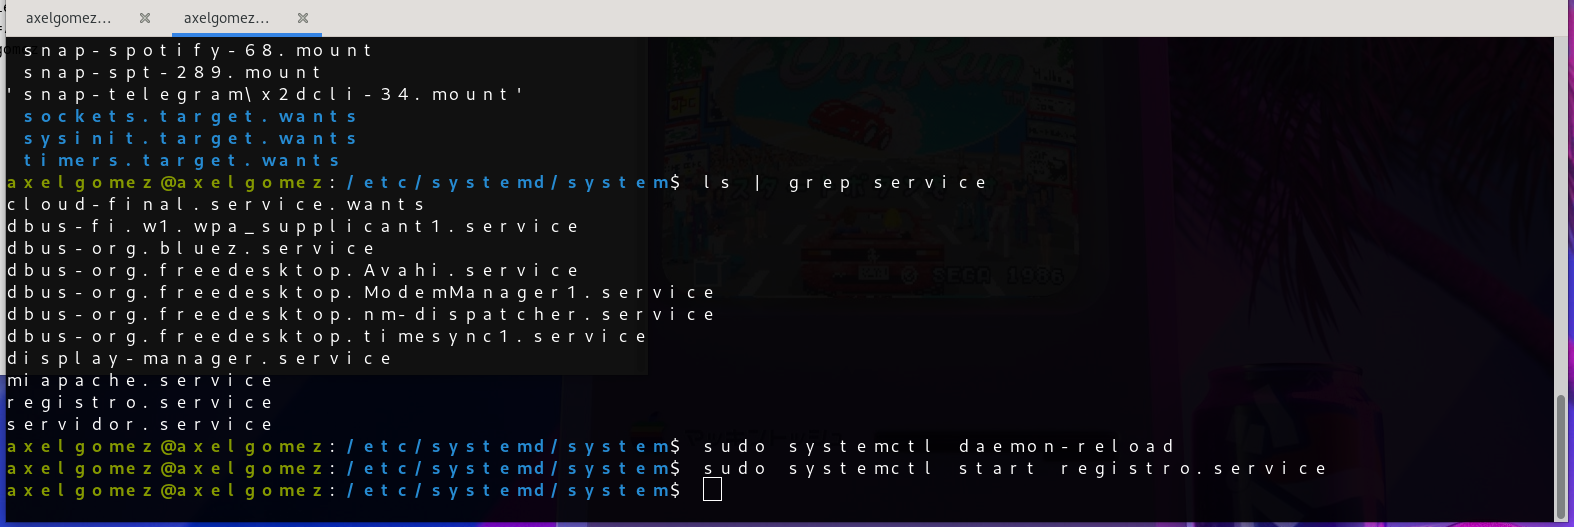 axelgomez...
axelgomez...
snap-spotify-68.mount
snap-spt-289.mount
'snap-telegram\x2dcli-34.mount'
sockets.target.wants
sysinit.target.wants
timers.target.wants
axelgomez@axelgomez:/etc/systemd/system$ ls | grep service
cloud-final.service.wants
dbus-fi.w1.wpa_supplicant1.service
dbus-org.bluez.service
dbus-org.freedesktop.Avahi.service
dbus-org.freedesktop.ModemManager1.service
dbus-org.freedesktop.nm-dispatcher.service
dbus-org.freedesktop.timesync1.service
display-manager.service
miapache.service
registro.service
servidor.service
axelgomez@axelgomez:/etc/systemd/system$ sudo systemctl daemon-reload
axelgomez@axelgomez:/etc/systemd/system$ sudo systemctl start registro.service
axelgomez@axelgomez:/etc/systemd/system$
OutRun
© SEGA 1986